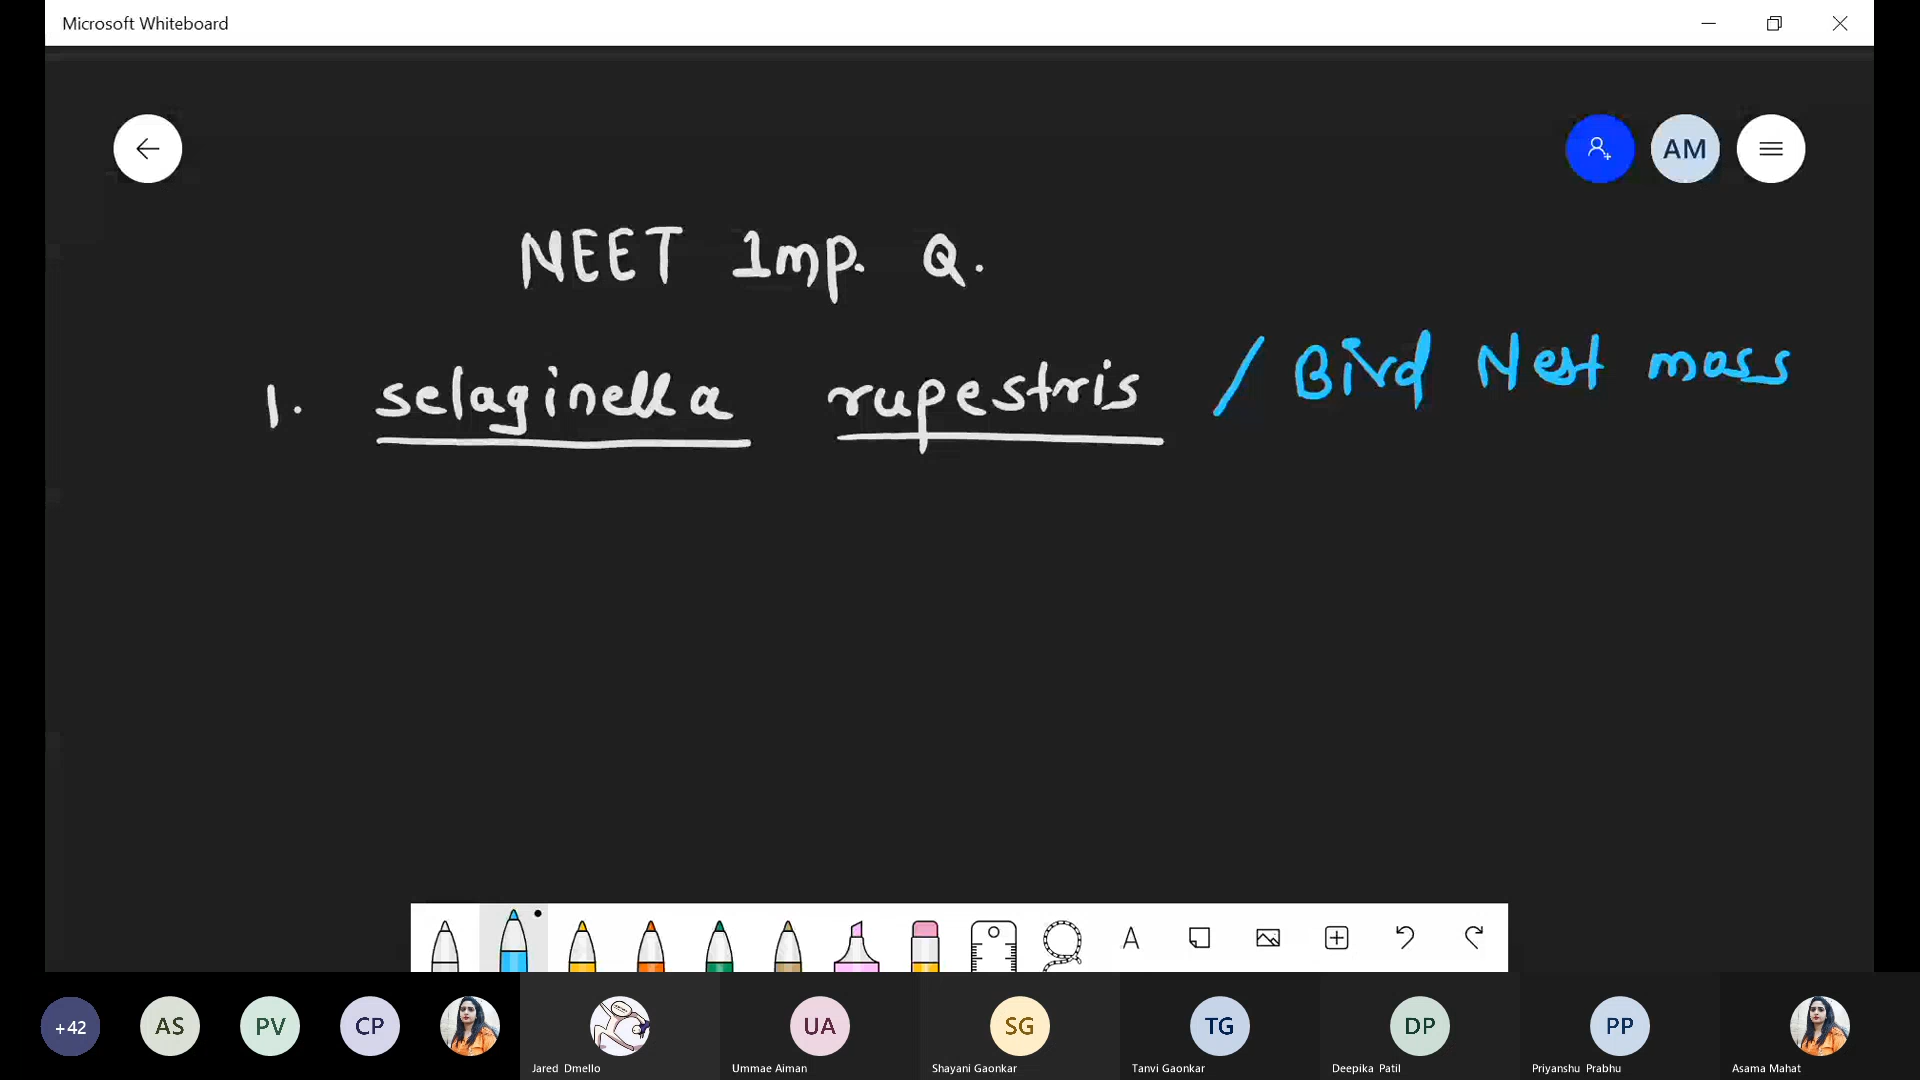 Microsoft Whiteboard
AM
NEET Imp. Q.
1. selaginella rupestris / Bird Nest moss
A
+42 AS PV CP UA SG TG DP PP
Jared Dmello Ummae Aiman Shayani Gaonkar Tanvi Gaonkar Deepika Patil Priyanshu Prabhu Asama Mahat